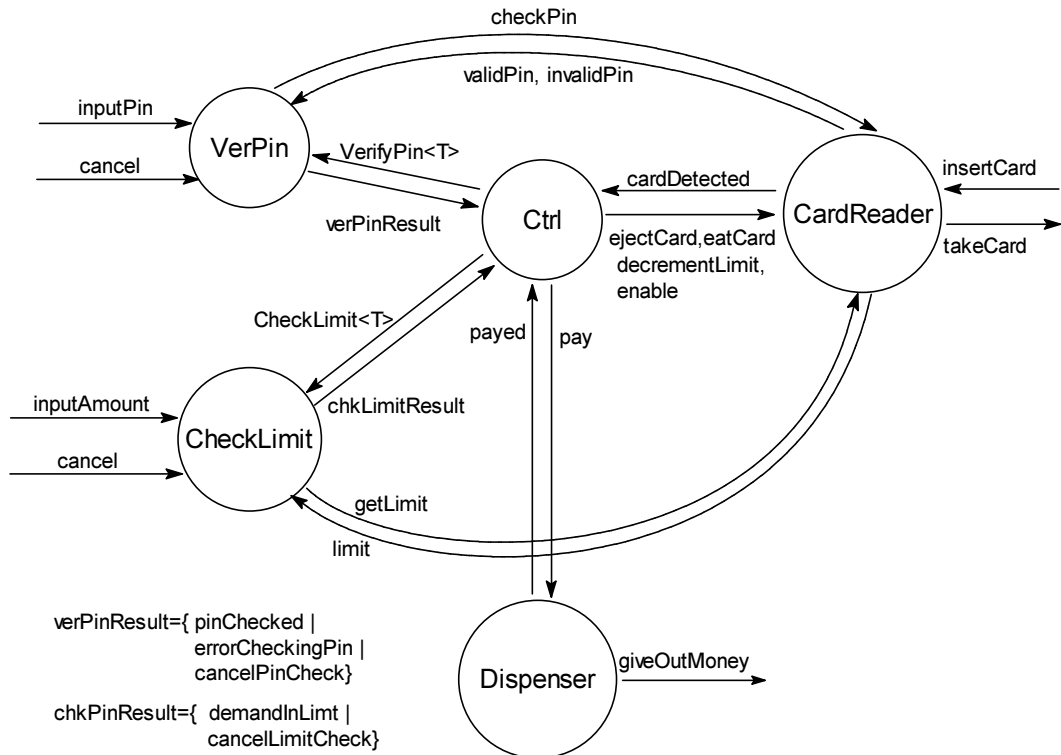 checkPin
validPin, invalidPin
inputPin
VerPin
cancel
VerifyPin<T>
verPinResult
cardDetected
Ctrl
CardReader
insertCard
takeCard
ejectCard,eatCard
decrementLimit,
enable
CheckLimit<T>
payed
pay
chkLimitResult
inputAmount
CheckLimit
cancel
getLimit
limit
verPinResult={ pinChecked |
errorCheckingPin |
cancelPinCheck}
chkPinResult={ demandInLimt |
cancelLimitCheck}
Dispenser
giveOutMoney